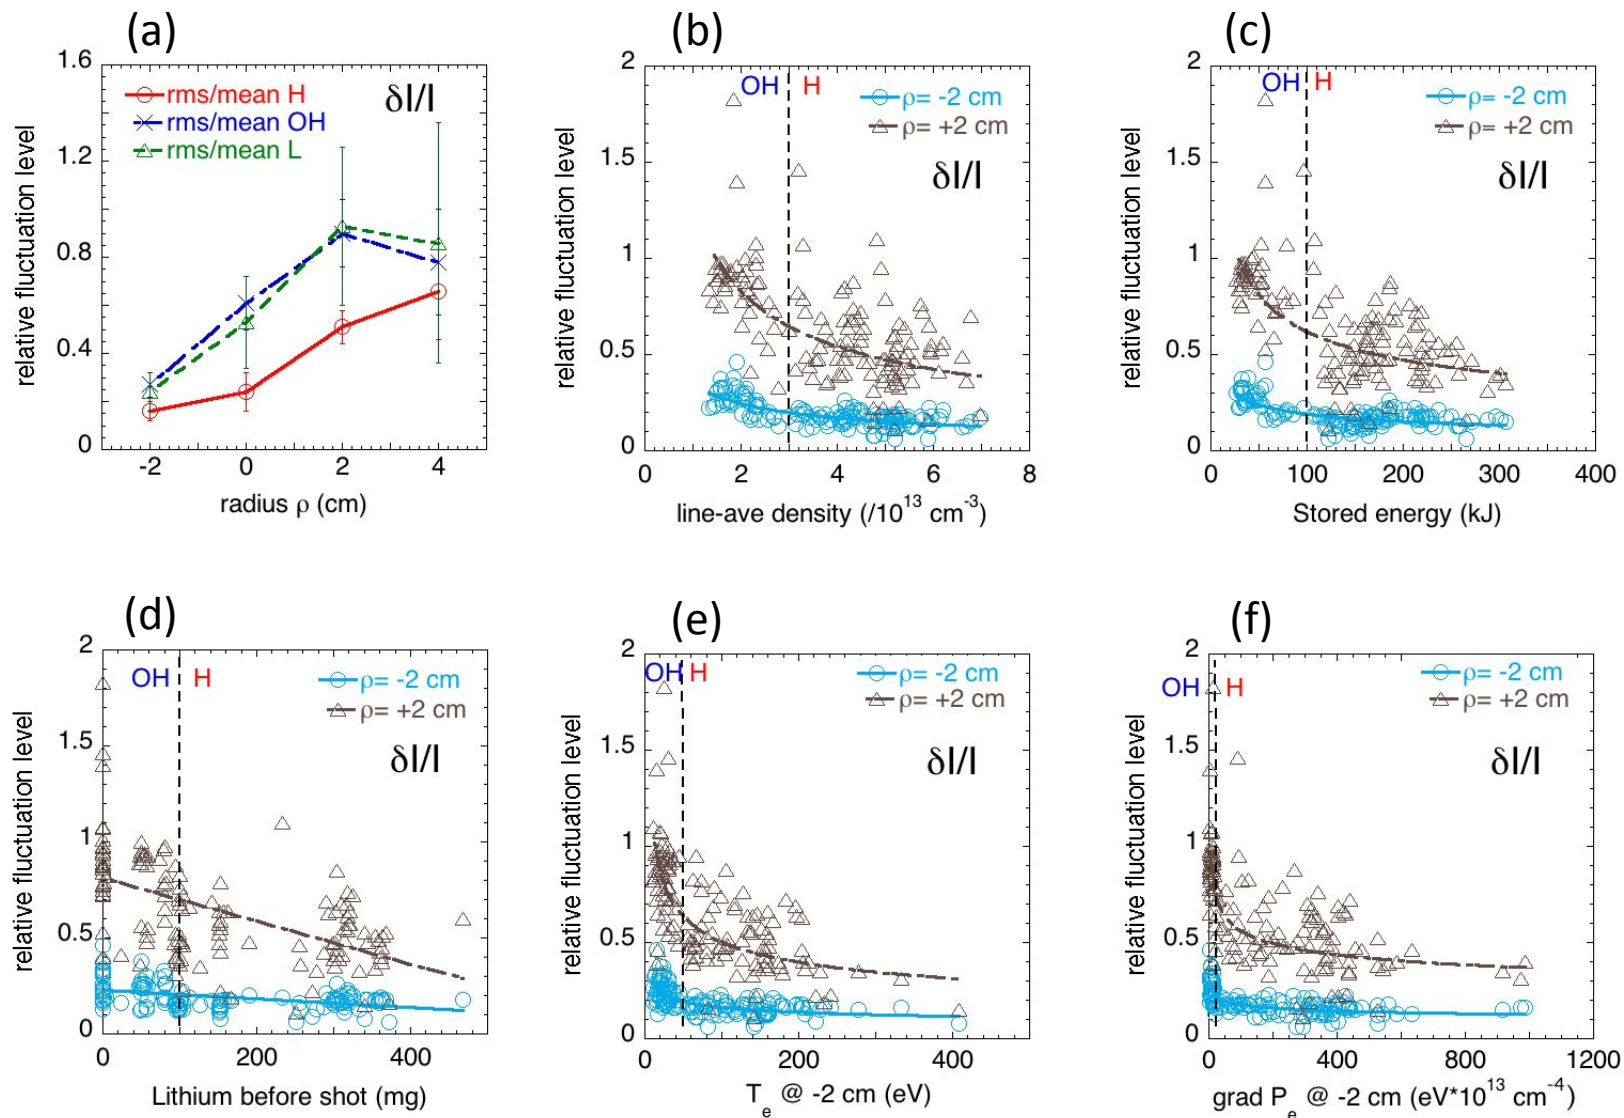 (a)
relative fluctuation level
1.6
1.2
0.8
0.4
0
rms/mean H
rms/mean OH
rms/mean L
δI/I
-2 0 2 4
radius ρ (cm)
(b)
relative fluctuation level
2
1.5
1
0.5
0
OH H
ρ= -2 cm
ρ= +2 cm
δI/I
0 2 4 6 8
line-ave density (/10¹³ cm⁻³)
(c)
relative fluctuation level
2
1.5
1
0.5
0
OH H
ρ= -2 cm
ρ= +2 cm
δI/I
0 100 200 300 400
Stored energy (kJ)
(d)
relative fluctuation level
2
1.5
1
0.5
0
OH H
ρ= -2 cm
ρ= +2 cm
δI/I
0 200 400
Lithium before shot (mg)
(e)
relative fluctuation level
2
1.5
1
0.5
0
OH H
ρ= -2 cm
ρ= +2 cm
δI/I
0 200 400
Tₑ @ -2 cm (eV)
(f)
relative fluctuation level
2
1.5
1
0.5
0
OH H
ρ= -2 cm
ρ= +2 cm
δI/I
0 400 800 1200
grad Pₑ @ -2 cm (eV*10¹³ cm⁻⁴)